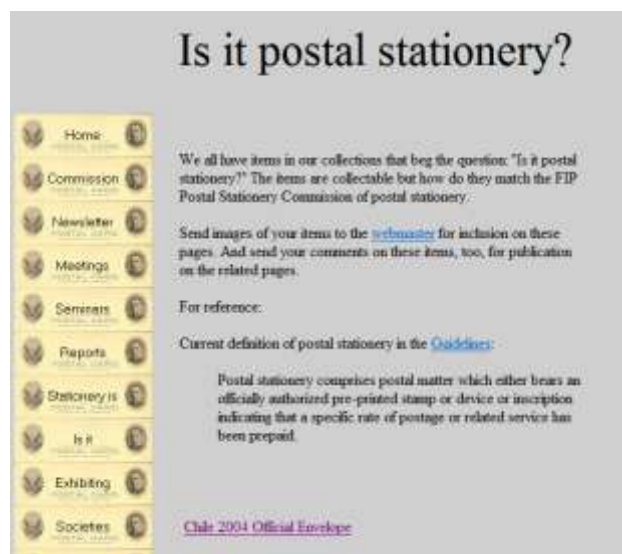 Is it postal stationery?
Home
Commission
Newsletter
Meetings
Seminars
Reports
Stationery is
Is it
Exhibiting
Societies
We all have items in our collections that beg the question: "Is it postal
stationery?" The items are collectable but how do they match the FIP
Postal Stationery Commission of postal stationery.
Send images of your items to the webmaster for inclusion on these
pages. And send your comments on these items, too, for publication
on the related pages.
For reference:
Current definition of postal stationery in the Guidelines:
Postal stationery comprises postal matter which either bears an
officially authorized pre-printed stamp or device or inscription
indicating that a specific rate of postage or related service has
been prepaid.
Chile 2004 Official Envelope